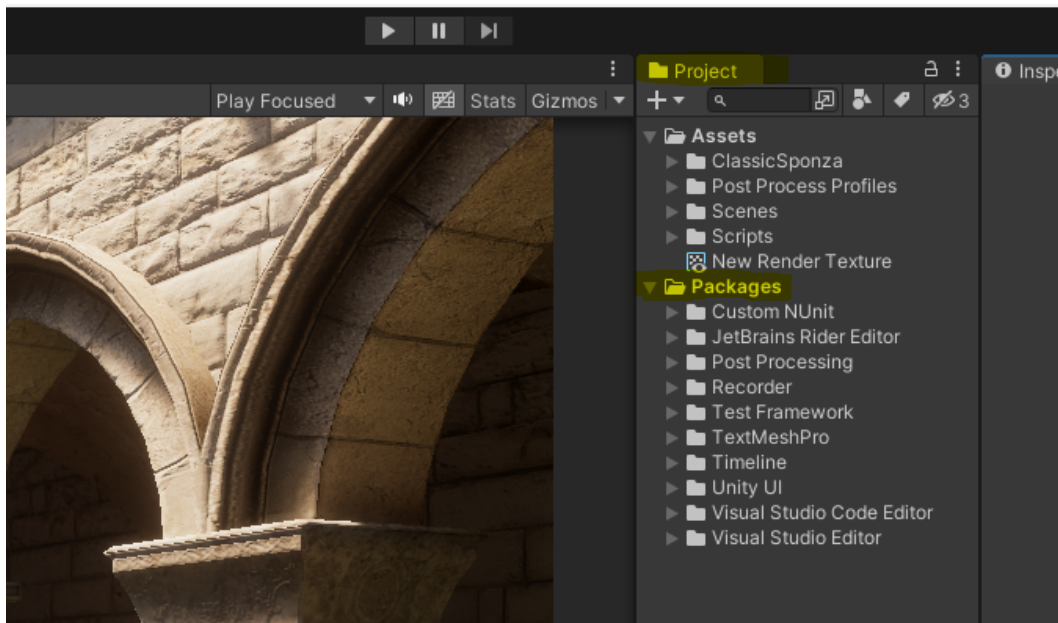 Project
Inspe
Play Focused
Stats
Gizmos
3
Assets
ClassicSponza
Post Process Profiles
Scenes
Scripts
New Render Texture
Packages
Custom NUnit
JetBrains Rider Editor
Post Processing
Recorder
Test Framework
TextMeshPro
Timeline
Unity UI
Visual Studio Code Editor
Visual Studio Editor